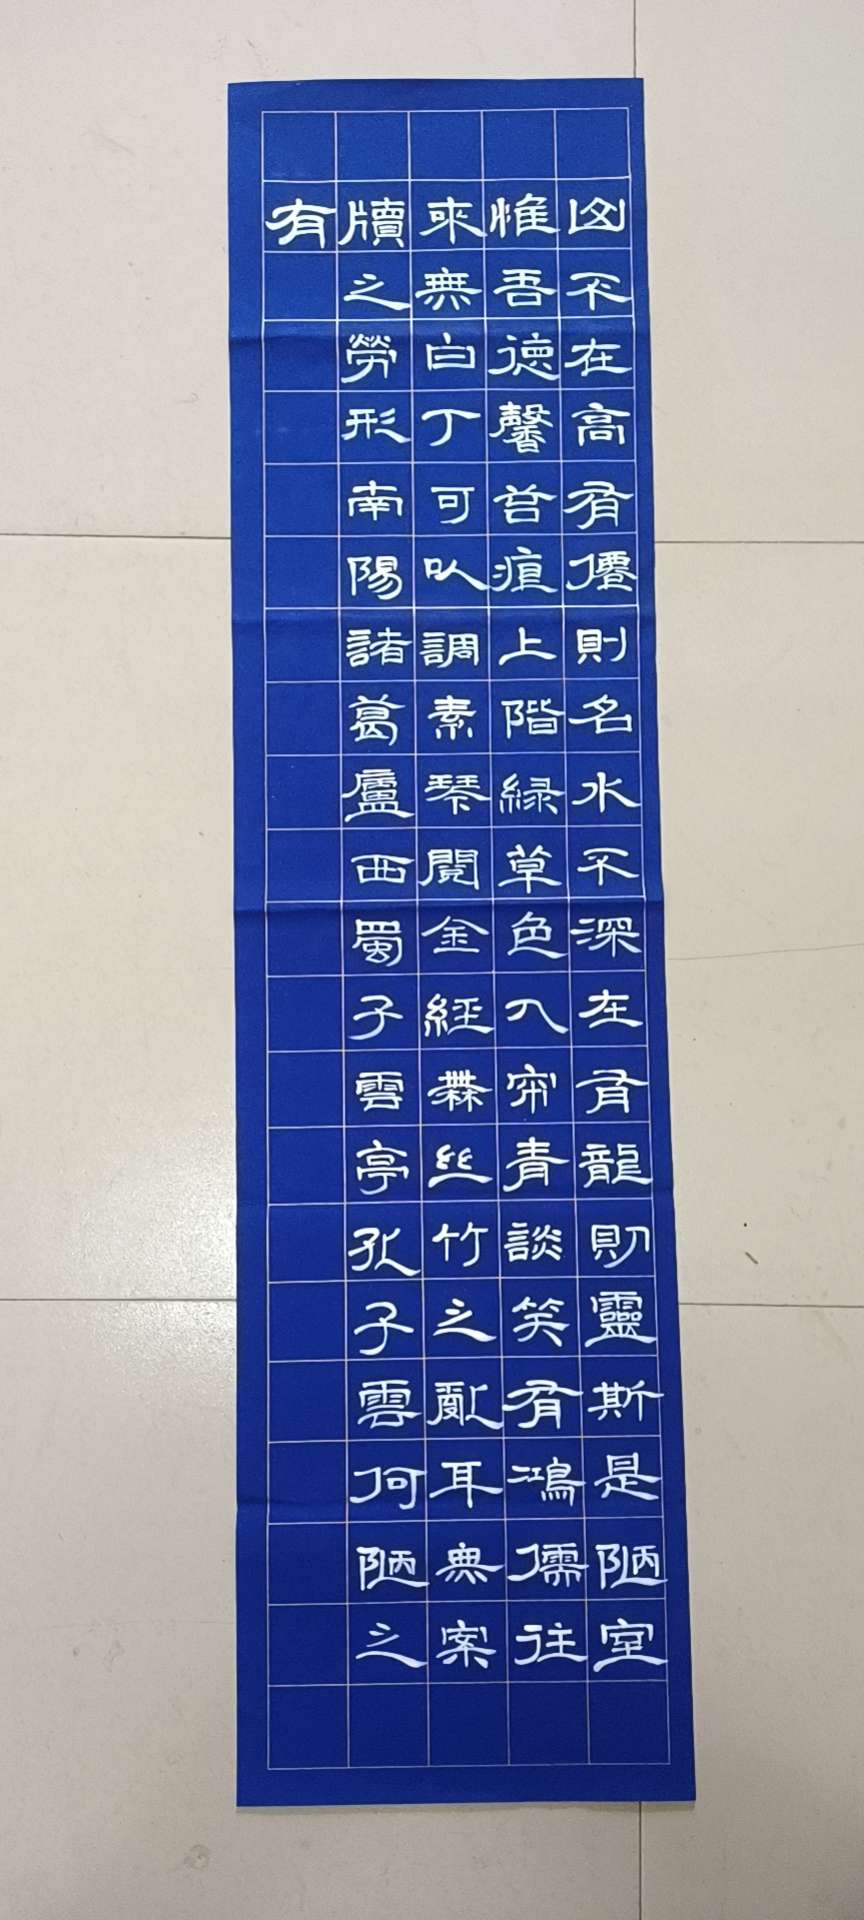 山不在高有僊則名水不深在有龍則靈斯是陋室
惟吾德馨苔痕上階緑草色入帘青談笑有鴻儒往
來無白丁可以調素琴閱金經無丝竹之亂耳無案
牘之勞形南陽諸葛廬西蜀子雲亭孔子雲何陋之
有